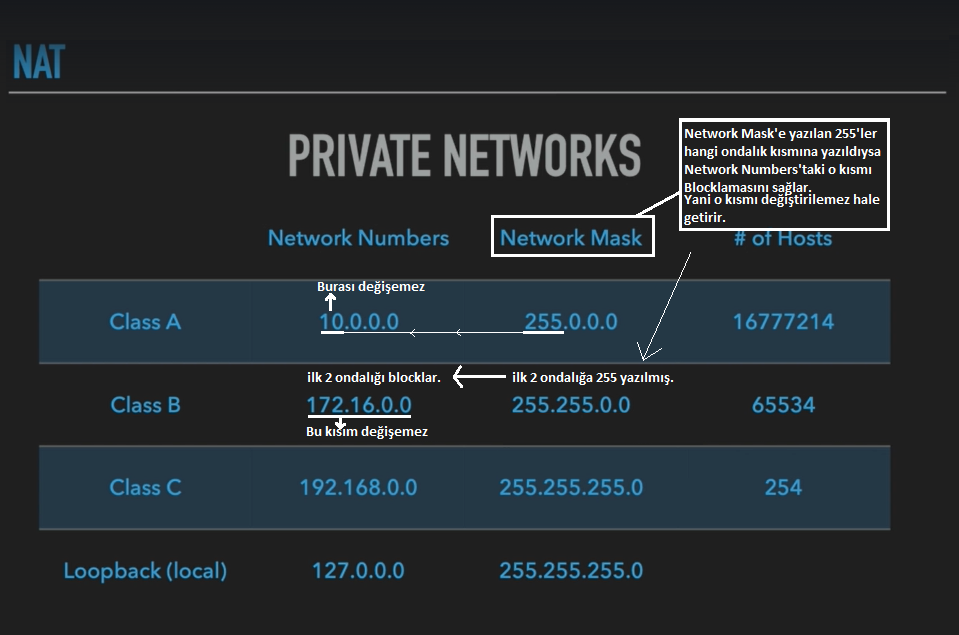 NAT
PRIVATE NETWORKS
Network Mask'e yazılan 255'ler
hangi ondalık kısmına yazıldıysa
Network Numbers'taki o kısmı
Blocklamasını sağlar.
Yani o kısmı değiştirilemez hale
getirir.
Network Numbers Network Mask # of Hosts
Burası değişemez
Class A 10.0.0.0 255.0.0.0 16777214
ilk 2 ondalığı blocklar. ilk 2 ondalığa 255 yazılmış.
Class B 172.16.0.0 255.255.0.0 65534
Bu kısım değişemez
Class C 192.168.0.0 255.255.255.0 254
Loopback (local) 127.0.0.0 255.255.255.0